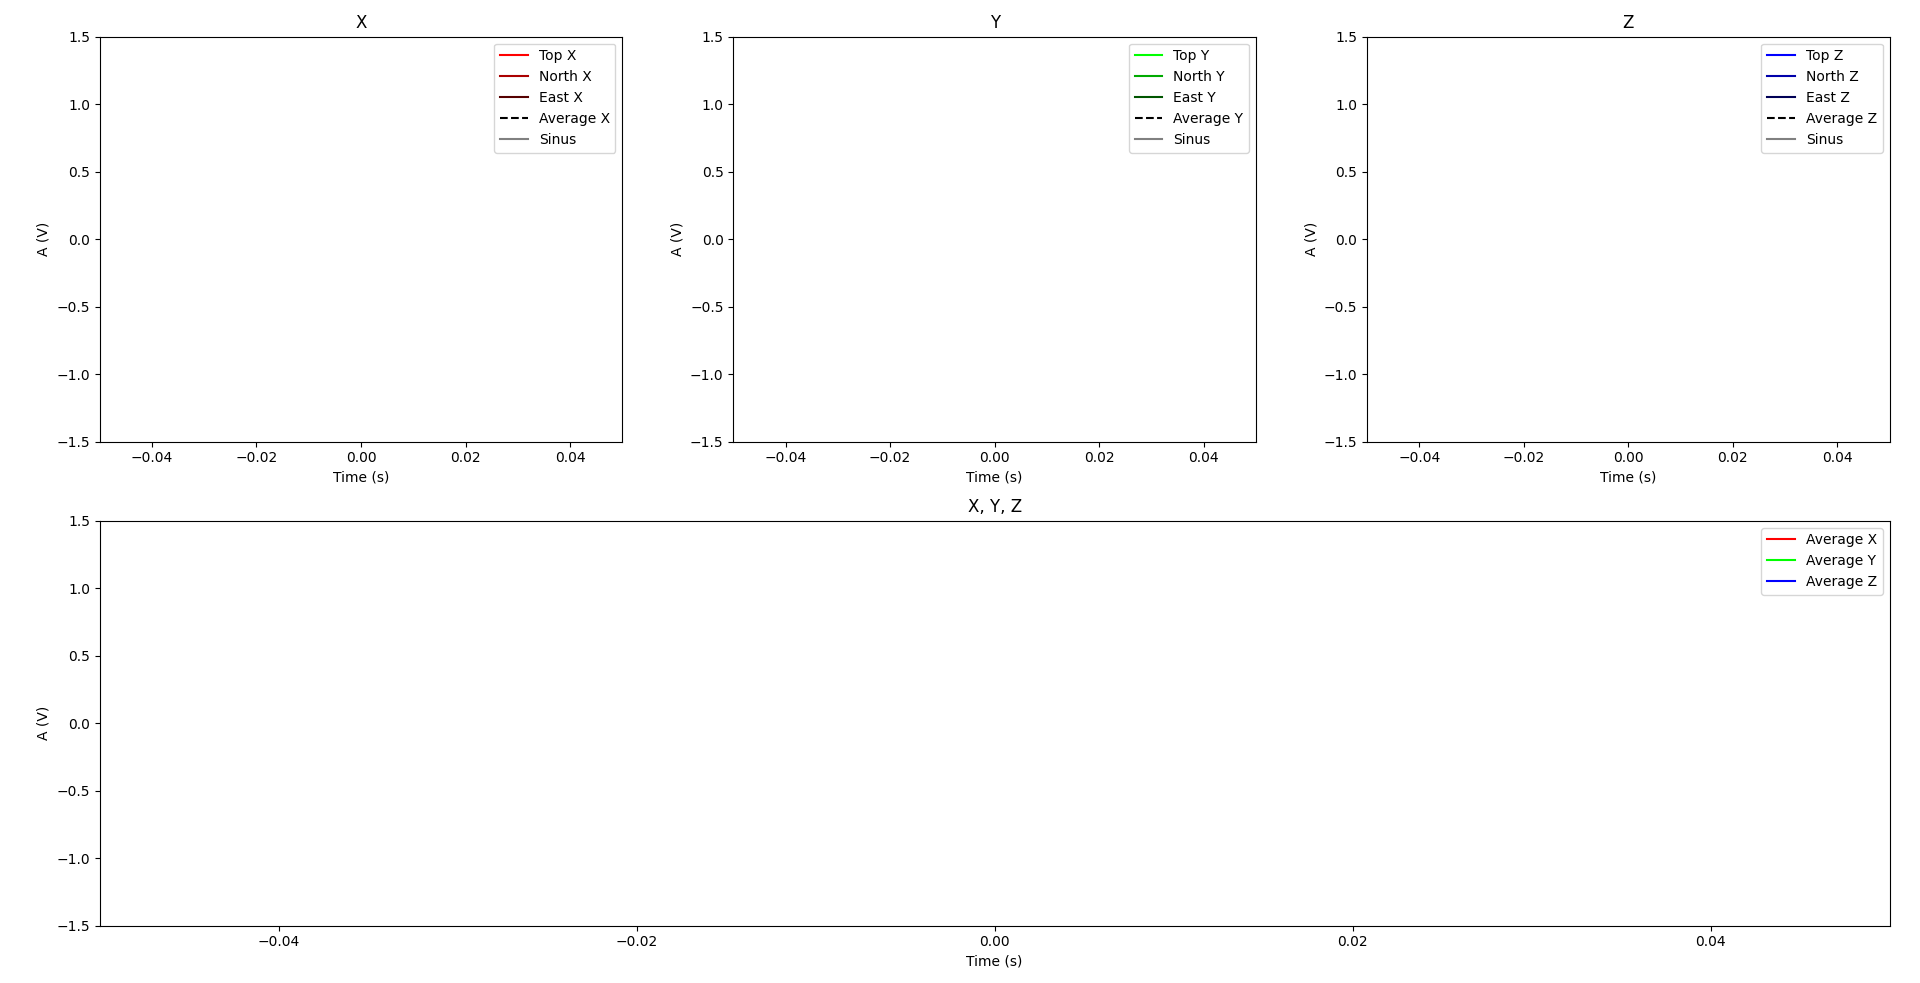 X
1.5
1.0
0.5
0.0
−0.5
−1.0
−1.5
A (V)
Top X
North X
East X
Average X
Sinus
−0.04 −0.02 0.00 0.02 0.04
Time (s)
Y
1.5
1.0
0.5
0.0
−0.5
−1.0
−1.5
A (V)
Top Y
North Y
East Y
Average Y
Sinus
−0.04 −0.02 0.00 0.02 0.04
Time (s)
Z
1.5
1.0
0.5
0.0
−0.5
−1.0
−1.5
A (V)
Top Z
North Z
East Z
Average Z
Sinus
−0.04 −0.02 0.00 0.02 0.04
Time (s)
X, Y, Z
1.5
1.0
0.5
0.0
−0.5
−1.0
−1.5
A (V)
Average X
Average Y
Average Z
−0.04 −0.02 0.00 0.02 0.04
Time (s)